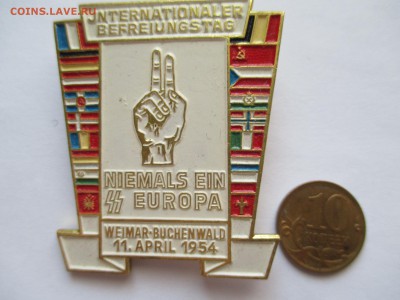 COINS.LAVE.RU
INTERNATIONALER
BEFREIUNGSTAG
NIEMALS EIN
SS EUROPA
WEIMAR-BUCHENWALD
11. APRIL 1954
10